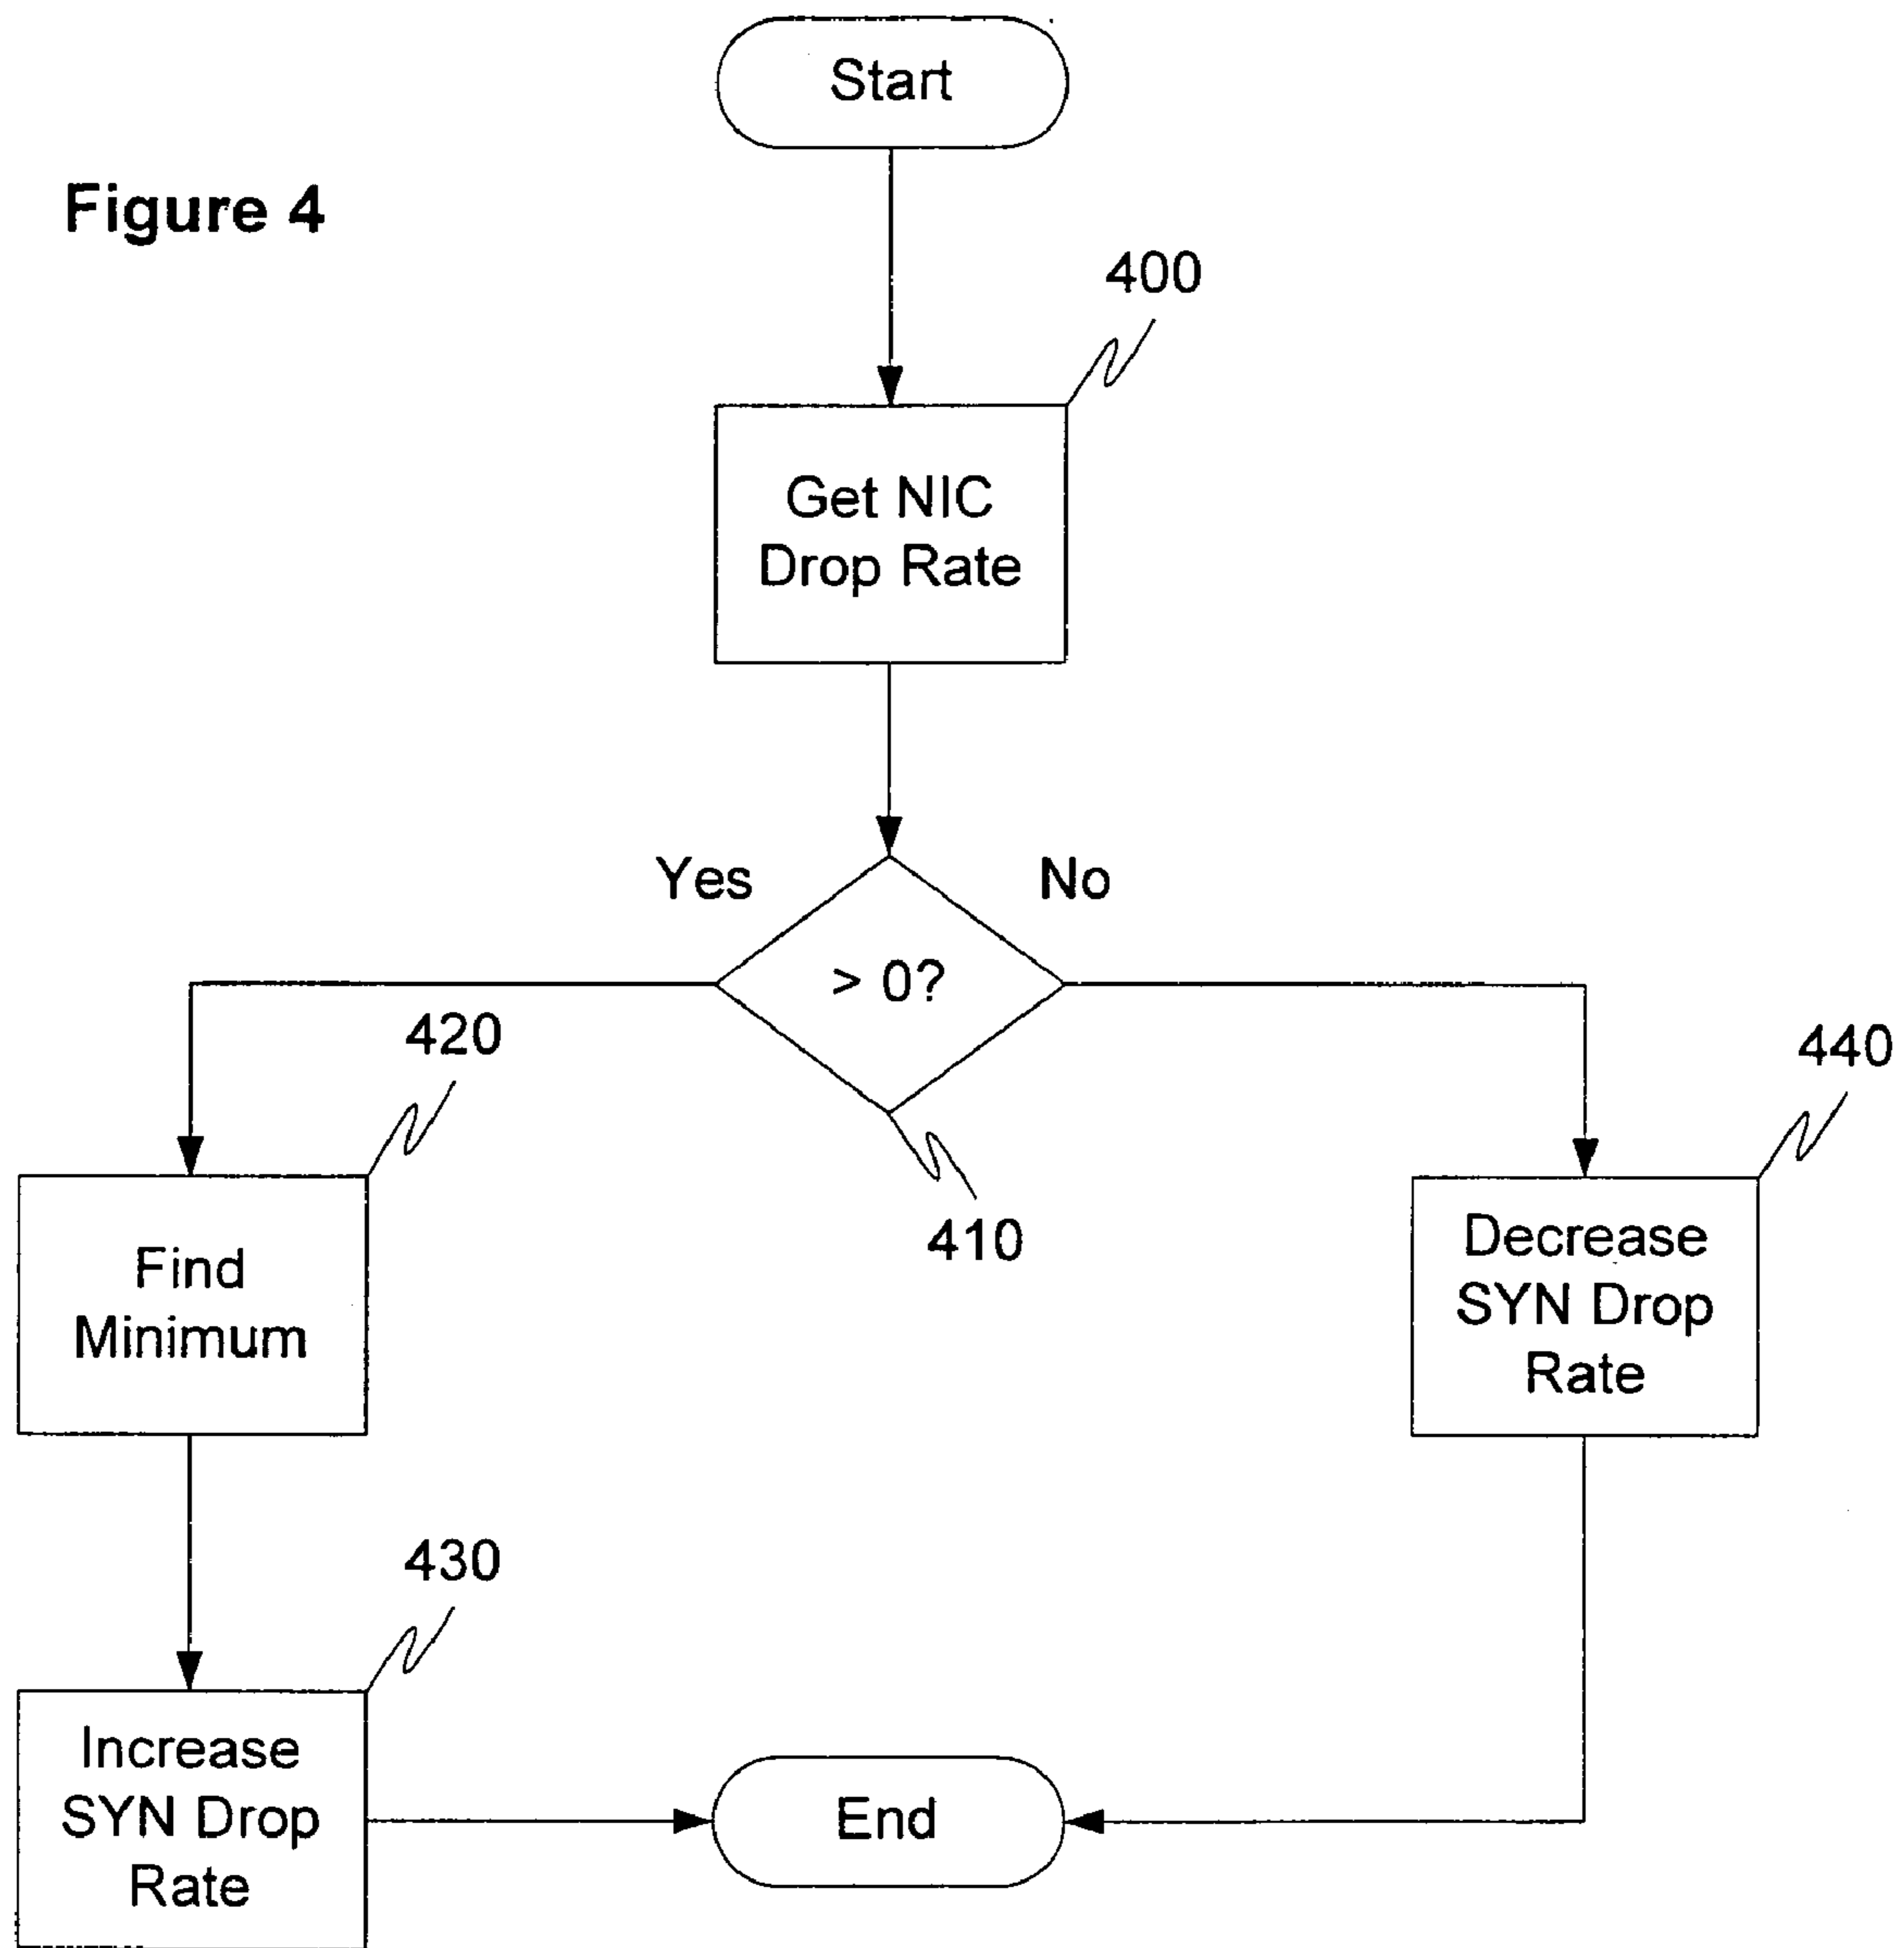 Start
Figure 4
400
Get NIC
Drop Rate
Yes
No
> 0?
420
440
410
Find
Minimum
Decrease
SYN Drop
Rate
430
Increase
SYN Drop
Rate
End